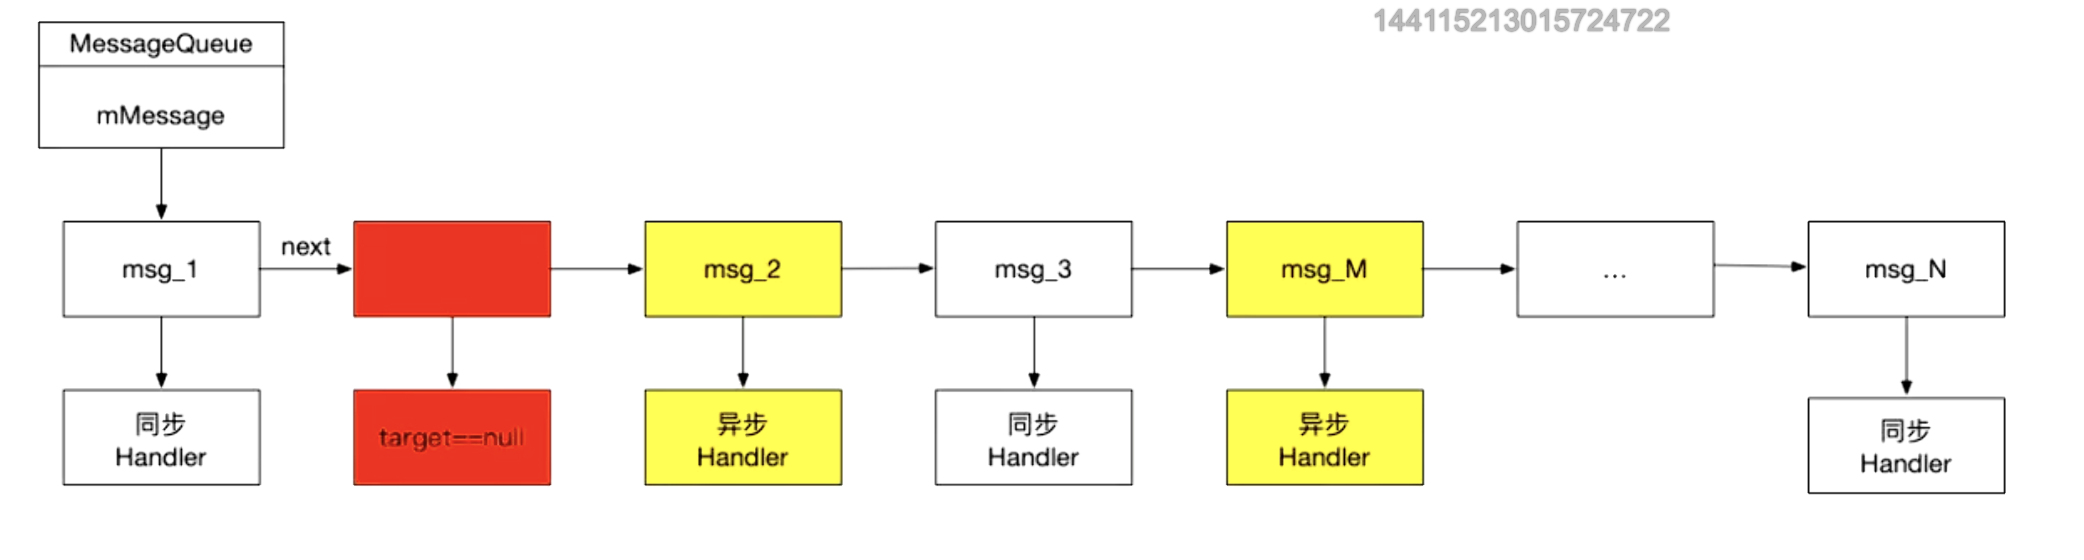 144115213015724722
MessageQueue
mMessage
next
msg_1
msg_2
msg_3
msg_M
...
msg_N
同步
Handler
target==null
异步
Handler
同步
Handler
异步
Handler
同步
Handler